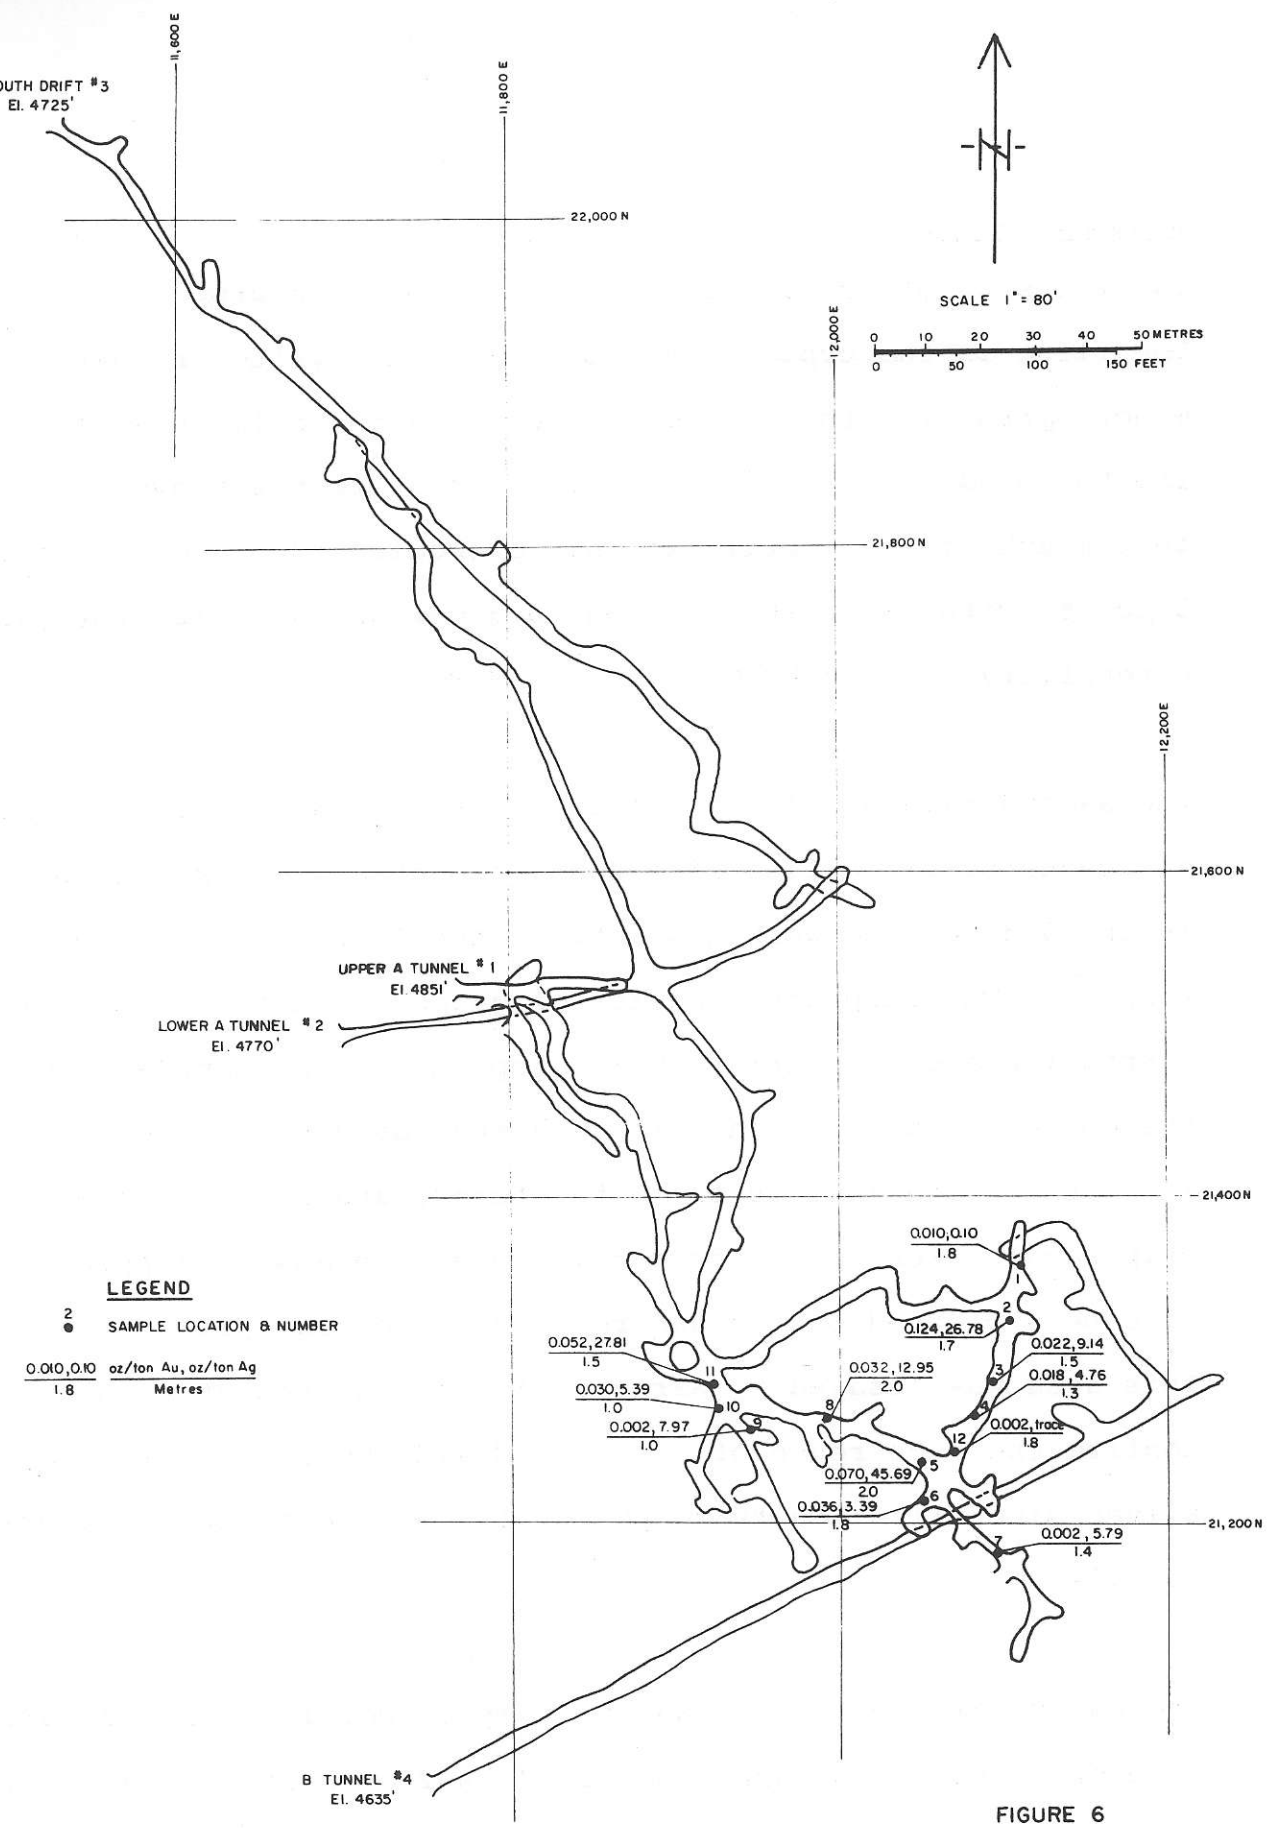 11,600 E
OUTH DRIFT #3
El. 4725'
11,800 E
22,000 N
N
SCALE 1" = 80'
0 10 20 30 40 50 METRES
0 50 100 150 FEET
12,000 E
21,800 N
12,200E
21,600 N
UPPER A TUNNEL #1
El. 4851'
LOWER A TUNNEL #2
El. 4770'
21,400 N
0.010, 0.10
1.8
2
0.124, 26.78
1.7
3
0.022, 9.14
1.5
4
0.018, 4.76
1.3
12
0.002, trace
1.8
0.052, 27.81
1.5
11
0.030, 5.39
1.0
10
0.002, 7.97
1.0
9
0.032, 12.95
2.0
8
0.070, 45.69
2.0
5
0.036, 3.39
1.8
6
21,200 N
7
0.002, 5.79
1.4
LEGEND
2
SAMPLE LOCATION & NUMBER
0.010, 0.10 oz/ton Au, oz/ton Ag
1.8 Metres
B TUNNEL #4
El. 4635'
FIGURE 6